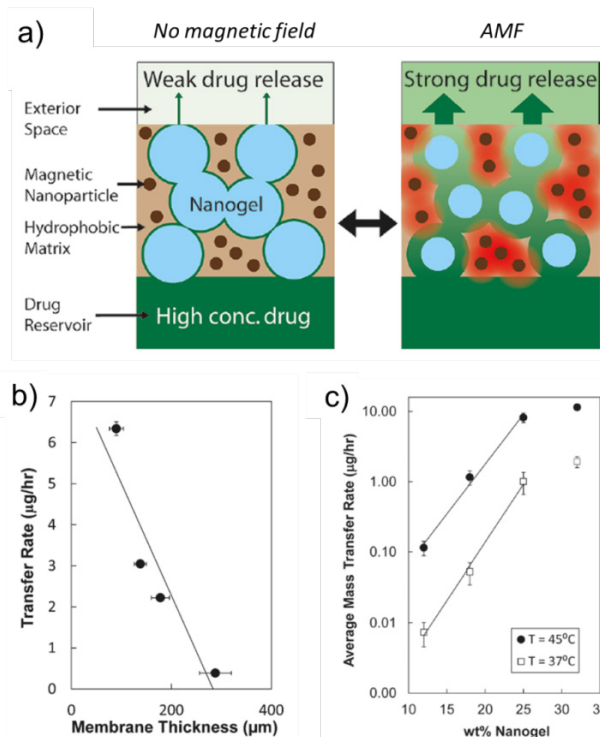 a)
No magnetic field
AMF
Exterior
Space
Magnetic
Nanoparticle
Hydrophobic
Matrix
Drug
Reservoir
Weak drug release
Nanogel
High conc. drug
Strong drug release
b)
7
6
5
4
3
2
1
0
Transfer Rate (µg/hr)
0
200
400
Membrane Thickness (µm)
c)
10.00
1.00
0.10
0.01
0.00
Average Mass Transfer Rate (µg/hr)
T = 45⁰C
T = 37⁰C
10
15
20
25
30
35
wt% Nanogel